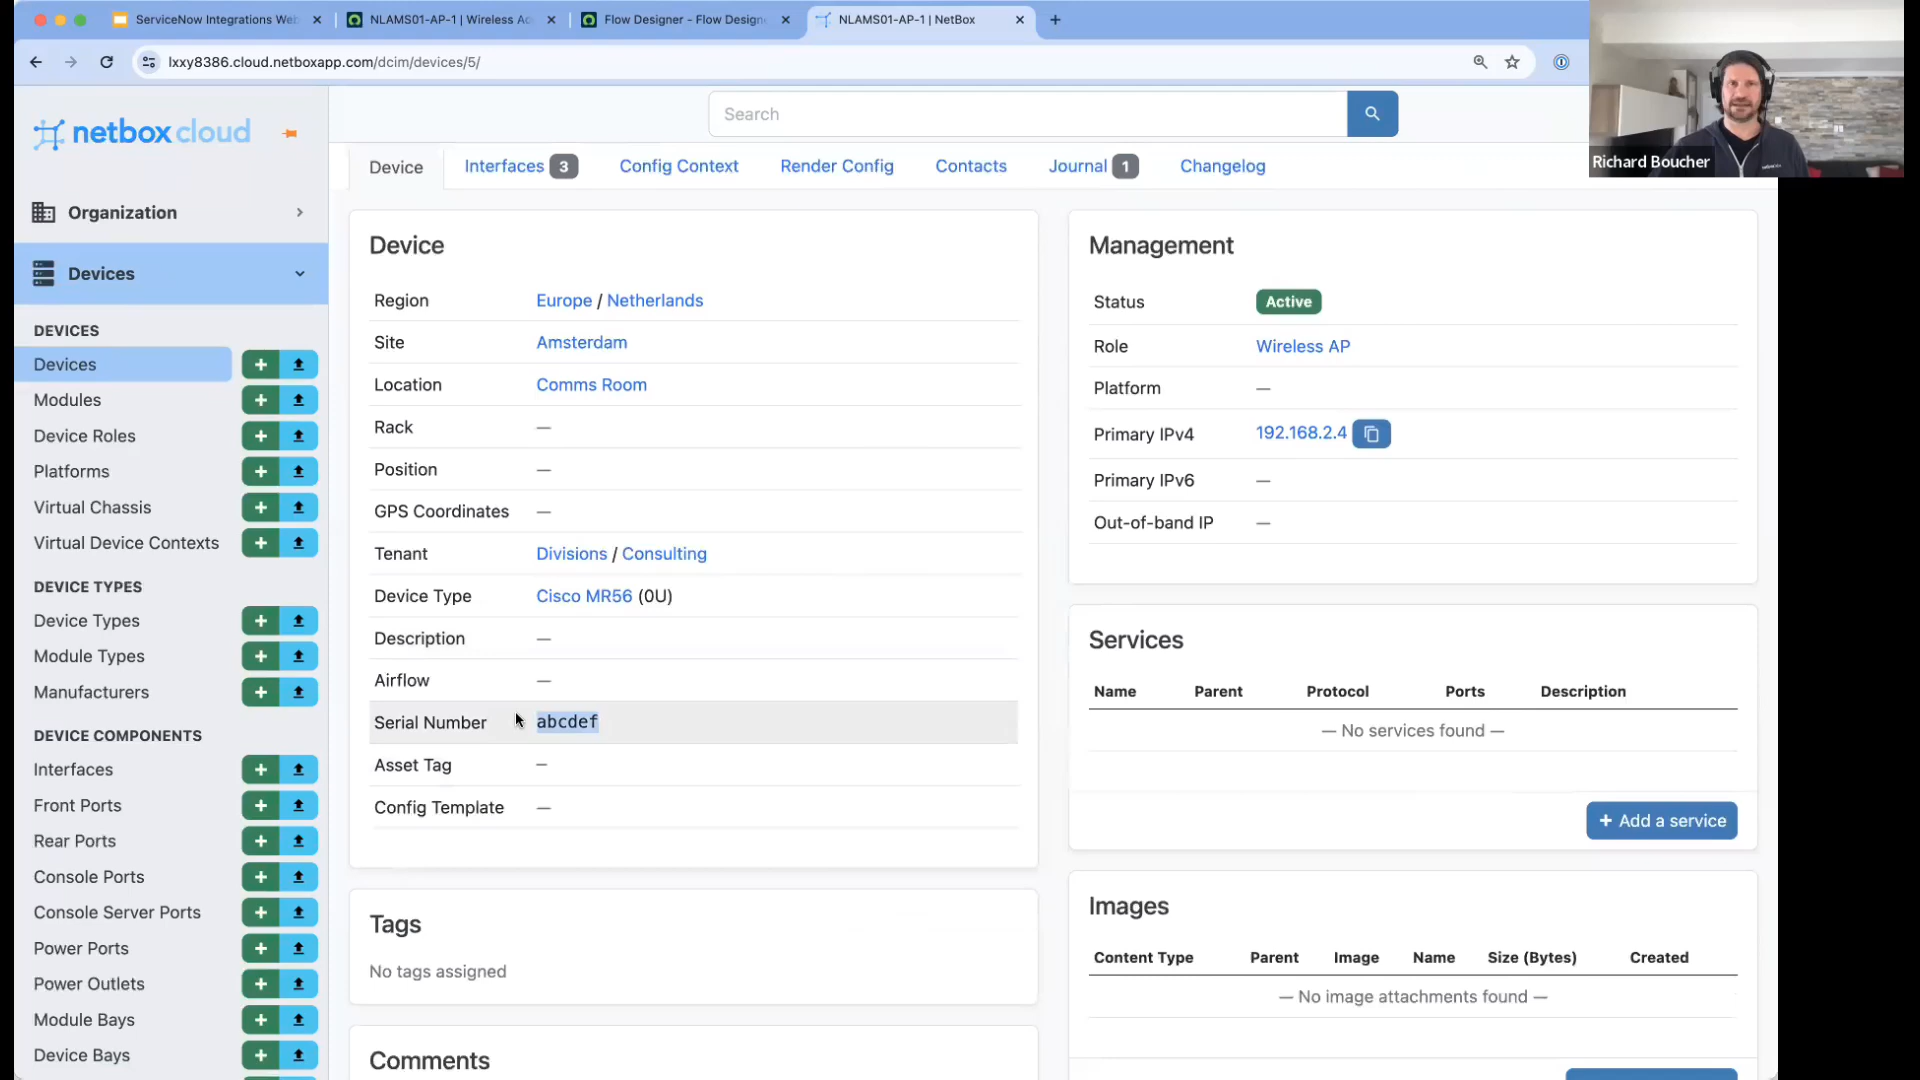 ServiceNow Integrations Web
NLAMS01-AP-1 | Wireless Ac
Flow Designer - Flow Design
NLAMS01-AP-1 | NetBox
lxxy8386.cloud.netboxapp.com/dcim/devices/5/
Richard Boucher
netbox cloud
Search
Device
Interfaces 3
Config Context
Render Config
Contacts
Journal 1
Changelog
Organization
Devices
DEVICES
Devices
Modules
Device Roles
Platforms
Virtual Chassis
Virtual Device Contexts
DEVICE TYPES
Device Types
Module Types
Manufacturers
DEVICE COMPONENTS
Interfaces
Front Ports
Rear Ports
Console Ports
Console Server Ports
Power Ports
Power Outlets
Module Bays
Device Bays
Device
Region Europe / Netherlands
Site Amsterdam
Location Comms Room
Rack —
Position —
GPS Coordinates —
Tenant Divisions / Consulting
Device Type Cisco MR56 (0U)
Description —
Airflow —
Serial Number abcdef
Asset Tag —
Config Template —
Tags
No tags assigned
Comments
Management
Status Active
Role Wireless AP
Platform —
Primary IPv4 192.168.2.4
Primary IPv6 —
Out-of-band IP —
Services
Name Parent Protocol Ports Description
— No services found —
+ Add a service
Images
Content Type Parent Image Name Size (Bytes) Created
— No image attachments found —